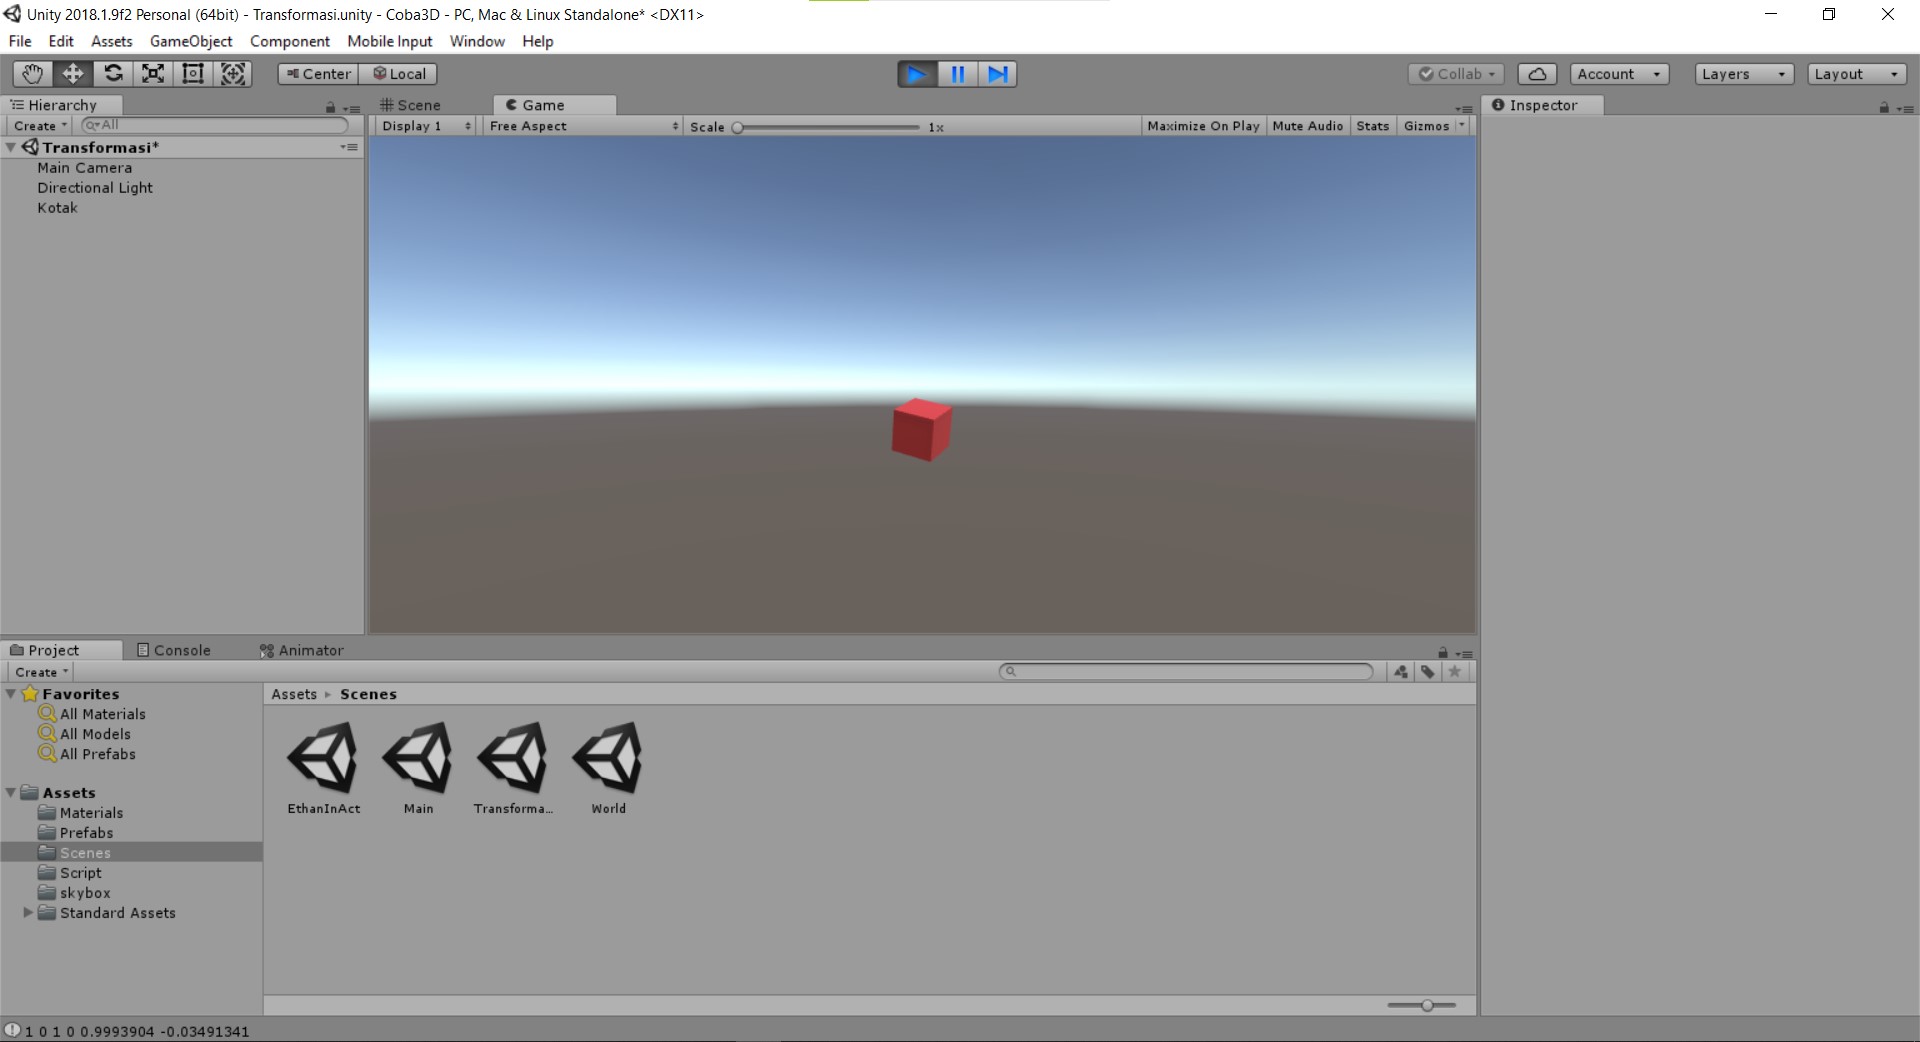 Unity 2018.1.9f2 Personal (64bit) - Transformasi.unity - Coba3D - PC, Mac & Linux Standalone* <DX11>
File Edit Assets GameObject Component Mobile Input Window Help
Center Local Collab Account Layers Layout
Hierarchy Scene Game Inspector
Create All Display 1 Free Aspect Scale 1x Maximize On Play Mute Audio Stats Gizmos
Transformasi*
Main Camera
Directional Light
Kotak
Project Console Animator
Create
Favorites
All Materials
All Models
All Prefabs
Assets
Materials
Prefabs
Scenes
Script
skybox
Standard Assets
Assets Scenes
EthanInAct Main Transforma... World
1 0 1 0 0.9993904 -0.03491341